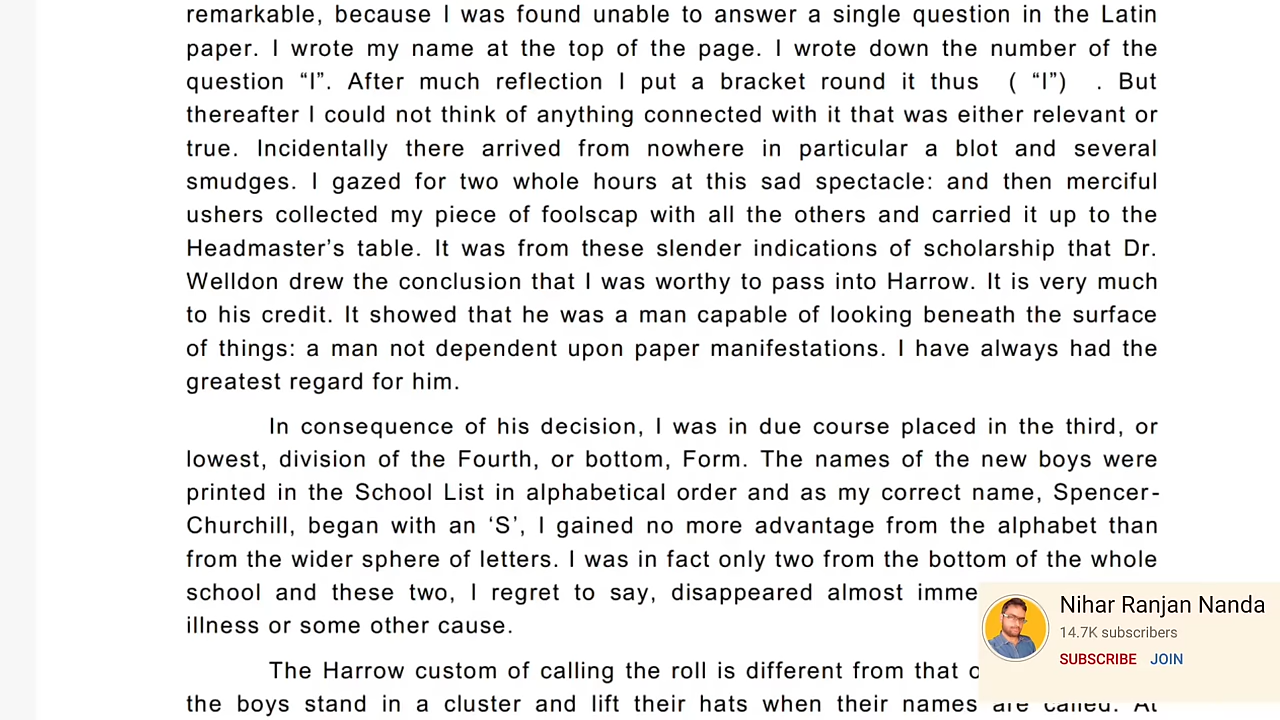 remarkable, because I was found unable to answer a single question in the Latin
paper. I wrote my name at the top of the page. I wrote down the number of the
question “I”. After much reflection I put a bracket round it thus ( “I”) . But
thereafter I could not think of anything connected with it that was either relevant or
true. Incidentally there arrived from nowhere in particular a blot and several
smudges. I gazed for two whole hours at this sad spectacle: and then merciful
ushers collected my piece of foolscap with all the others and carried it up to the
Headmaster’s table. It was from these slender indications of scholarship that Dr.
Welldon drew the conclusion that I was worthy to pass into Harrow. It is very much
to his credit. It showed that he was a man capable of looking beneath the surface
of things: a man not dependent upon paper manifestations. I have always had the
greatest regard for him.
In consequence of his decision, I was in due course placed in the third, or
lowest, division of the Fourth, or bottom, Form. The names of the new boys were
printed in the School List in alphabetical order and as my correct name, Spencer-
Churchill, began with an ‘S’, I gained no more advantage from the alphabet than
from the wider sphere of letters. I was in fact only two from the bottom of the whole
school and these two, I regret to say, disappeared almost imme
illness or some other cause.
The Harrow custom of calling the roll is different from that
the boys stand in a cluster and lift their hats when their names are called. At
Nihar Ranjan Nanda
14.7K subscribers
SUBSCRIBE JOIN